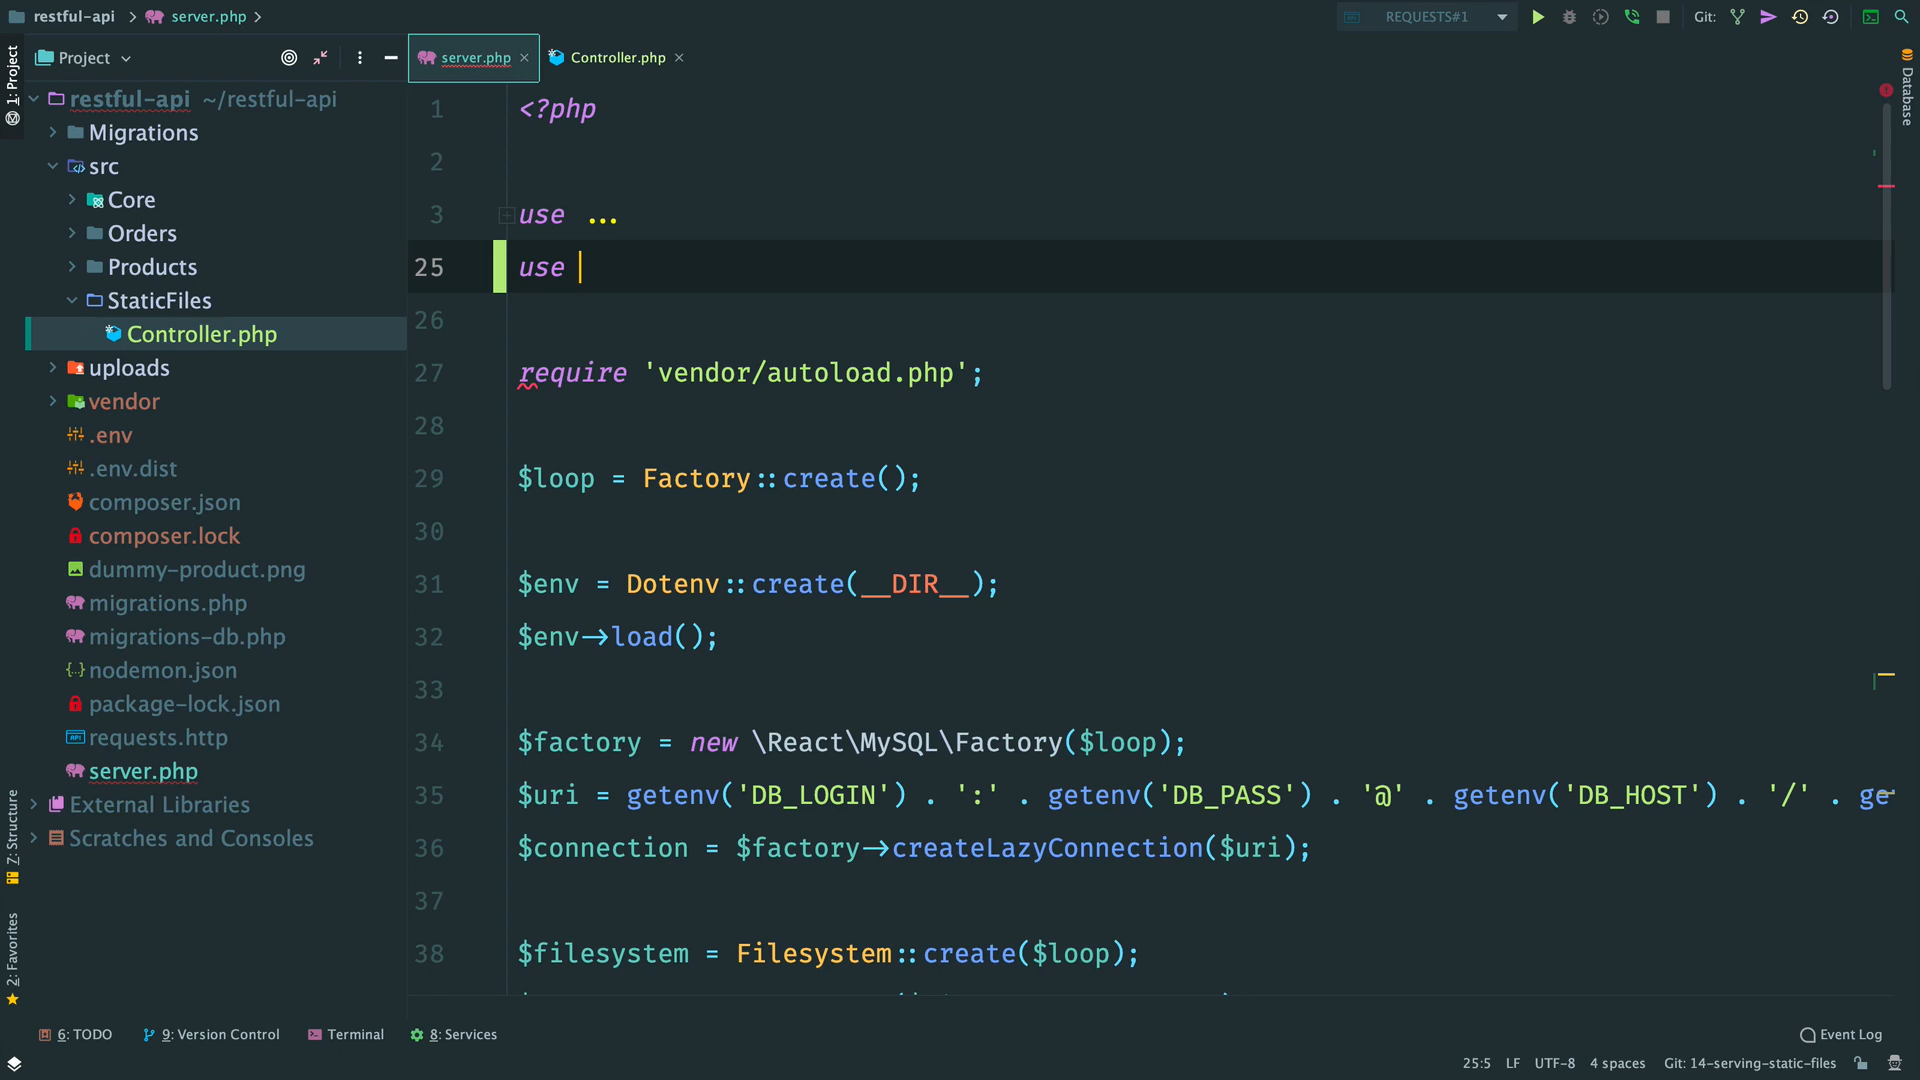 restful-api
server.php
REQUESTS#1
Git:
1: Project
Project
server.php
Controller.php
Database
restful-api ~/restful-api
Migrations
src
Core
Orders
Products
StaticFiles
Controller.php
uploads
vendor
.env
.env.dist
composer.json
composer.lock
dummy-product.png
migrations.php
migrations-db.php
nodemon.json
package-lock.json
requests.http
server.php
External Libraries
Scratches and Consoles
Z: Structure
2: Favorites
1 <?php
2
3 use ...
25 use
26
27 require 'vendor/autoload.php';
28
29 $loop = Factory::create();
30
31 $env = Dotenv::create(__DIR__);
32 $env->load();
33
34 $factory = new \React\MySQL\Factory($loop);
35 $uri = getenv('DB_LOGIN') . ':' . getenv('DB_PASS') . '@' . getenv('DB_HOST') . '/' . ge
36 $connection = $factory->createLazyConnection($uri);
37
38 $filesystem = Filesystem::create($loop);
6: TODO
9: Version Control
Terminal
8: Services
Event Log
25:5 LF UTF-8 4 spaces Git: 14-serving-static-files